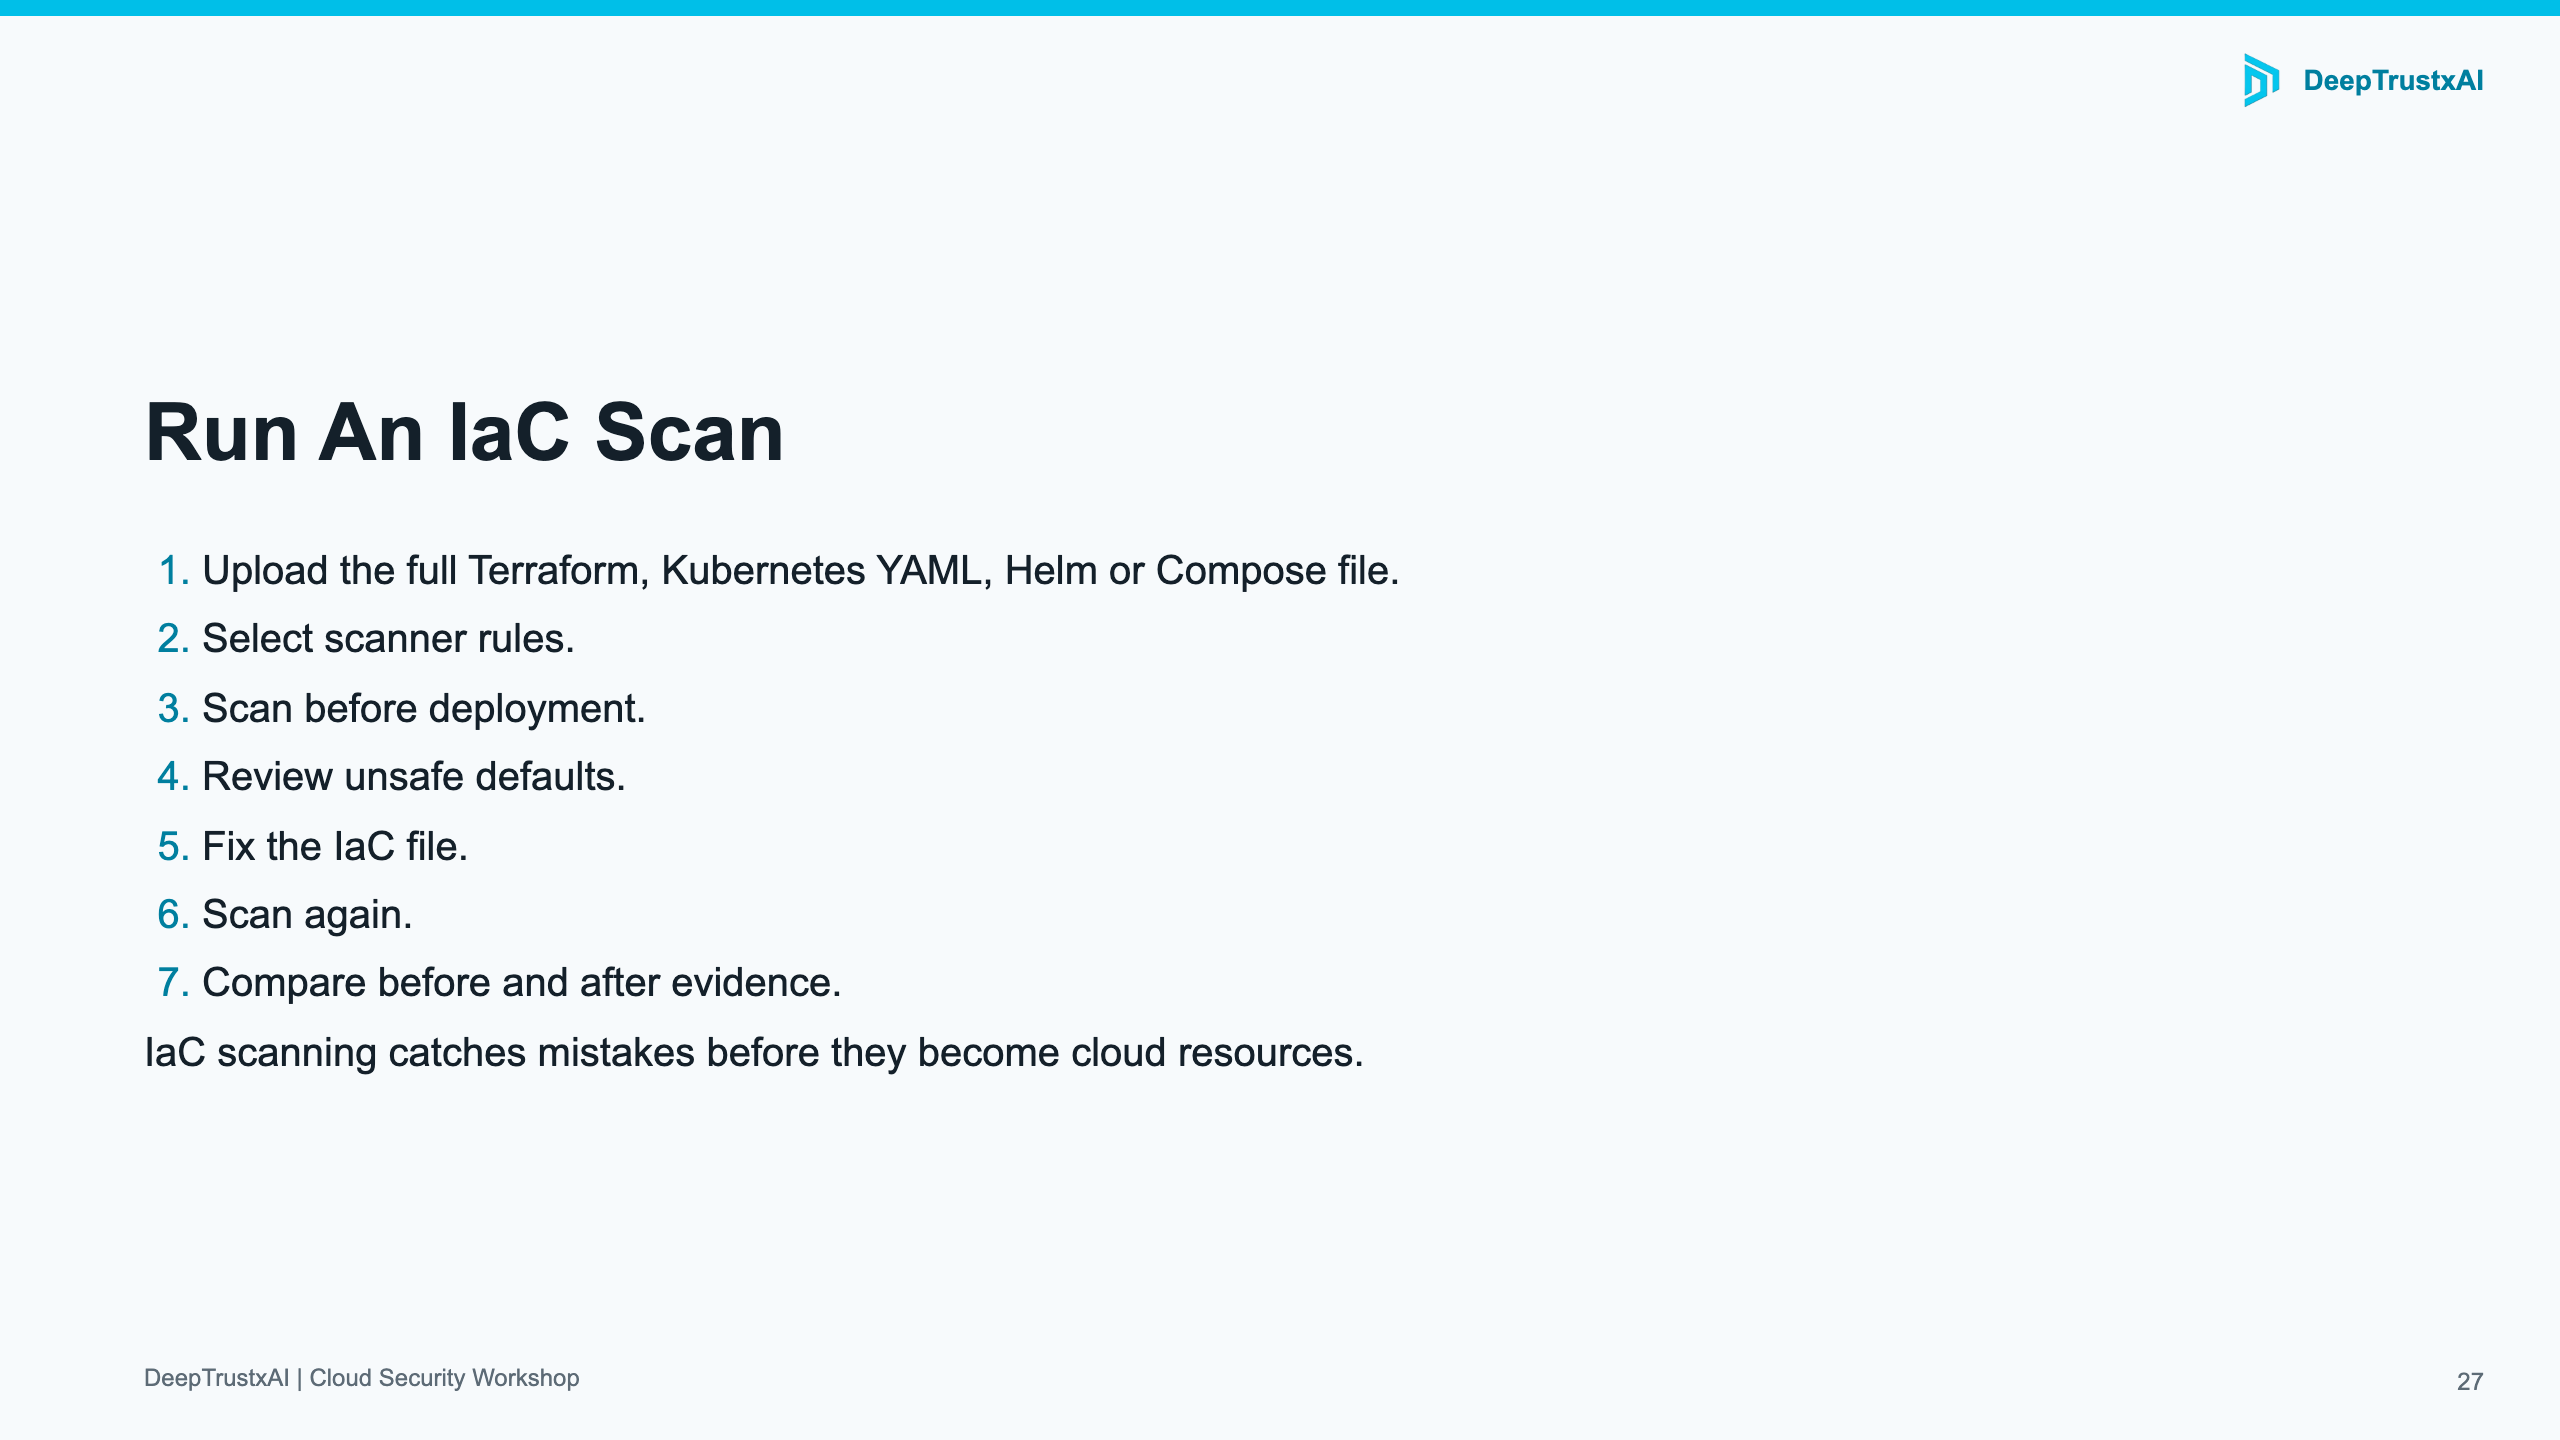 DeepTrustxAI
Run An IaC Scan
1. Upload the full Terraform, Kubernetes YAML, Helm or Compose file.
2. Select scanner rules.
3. Scan before deployment.
4. Review unsafe defaults.
5. Fix the IaC file.
6. Scan again.
7. Compare before and after evidence.
IaC scanning catches mistakes before they become cloud resources.
DeepTrustxAI | Cloud Security Workshop
27